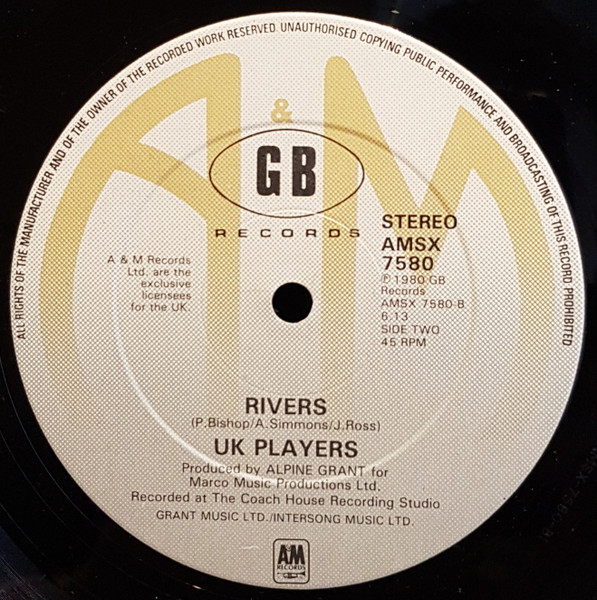 ALL RIGHTS OF THE MANUFACTURER AND OF THE OWNER OF THE RECORDED WORK RESERVED. UNAUTHORISED COPYING PUBLIC PERFORMANCE AND BROADCASTING OF THIS RECORD PROHIBITED
A & M
GB
RECORDS
A & M Records
Ltd. are the
exclusive
licensees
for the UK.
STEREO
AMSX
7580
℗ 1980 GB
Records
AMSX 7580-B
6.13
SIDE TWO
45 RPM
RIVERS
(P.Bishop/A.Simmons/J.Ross)
UK PLAYERS
Produced by ALPINE GRANT for
Marco Music Productions Ltd.
Recorded at The Coach House Recording Studio
GRANT MUSIC LTD./INTERSONG MUSIC LTD.
AM
RECORDS